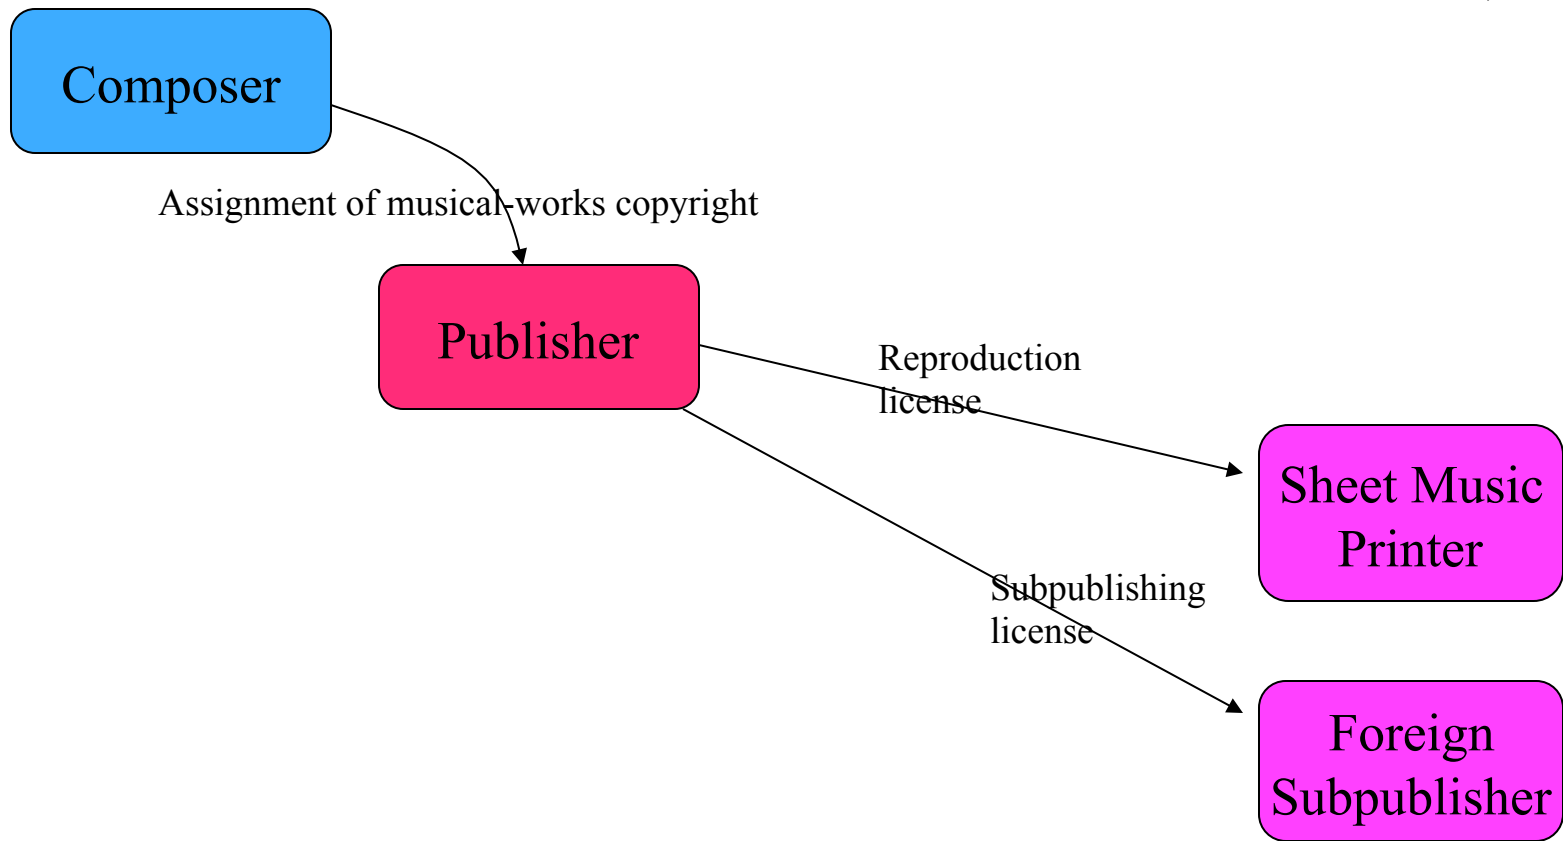 Composer
Assignment of musical-works copyright
Publisher
Reproduction
license
Sheet Music
Printer
Subpublishing
license
Foreign
Subpublisher